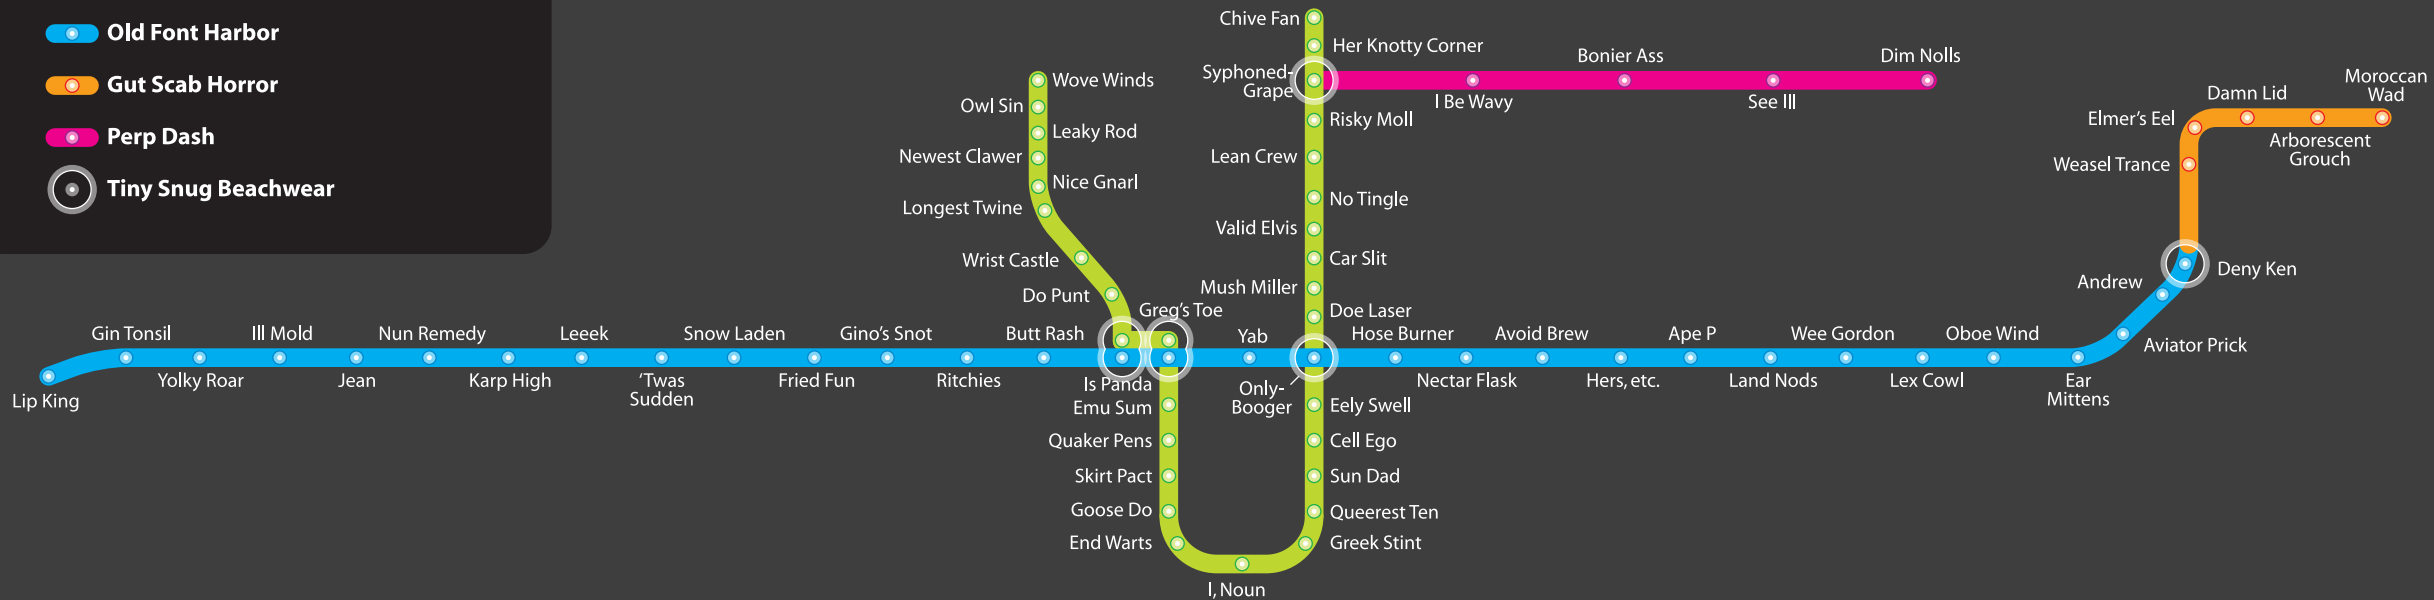 Old Font Harbor
Gut Scab Horror
Perp Dash
Tiny Snug Beachwear
Chive Fan
Her Knotty Corner
Syphoned-
Grape
I Be Wavy
Bonier Ass
See Ill
Dim Nolls
Risky Moll
Lean Crew
No Tingle
Valid Elvis
Car Slit
Mush Miller
Doe Laser
Wove Winds
Owl Sin
Leaky Rod
Newest Clawer
Nice Gnarl
Longest Twine
Wrist Castle
Do Punt
Greg's Toe
Moroccan
Wad
Damn Lid
Arborescent
Grouch
Elmer's Eel
Weasel Trance
Deny Ken
Andrew
Aviator Prick
Lip King
Gin Tonsil
Yolky Roar
Ill Mold
Jean
Nun Remedy
Karp High
Leeek
‘Twas
Sudden
Snow Laden
Fried Fun
Gino's Snot
Ritchies
Butt Rash
Is Panda
Yab
Only-
Booger
Hose Burner
Nectar Flask
Avoid Brew
Hers, etc.
Ape P
Land Nods
Wee Gordon
Lex Cowl
Oboe Wind
Ear
Mittens
Emu Sum
Quaker Pens
Skirt Pact
Goose Do
End Warts
I, Noun
Eely Swell
Cell Ego
Sun Dad
Queerest Ten
Greek Stint